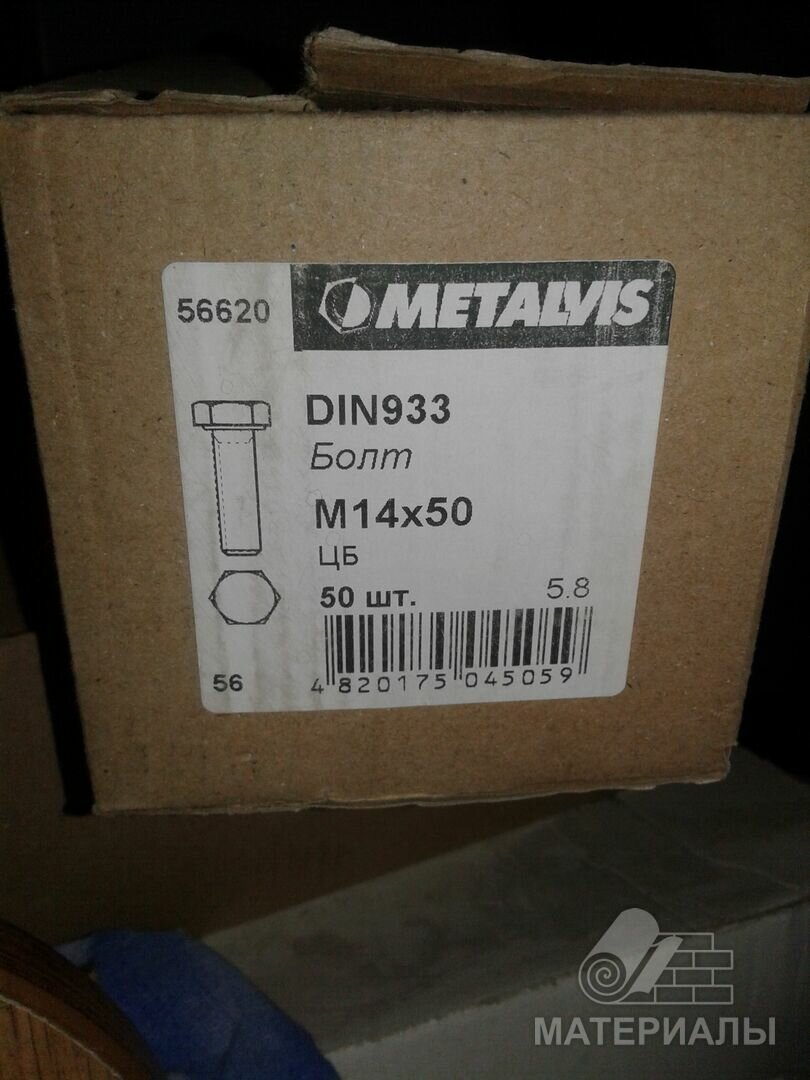 56620
METALVIS
DIN933
Болт
M14x50
ЦБ
50 шт.
5.8
56
4 820175 045059
МАТЕРИАЛЫ